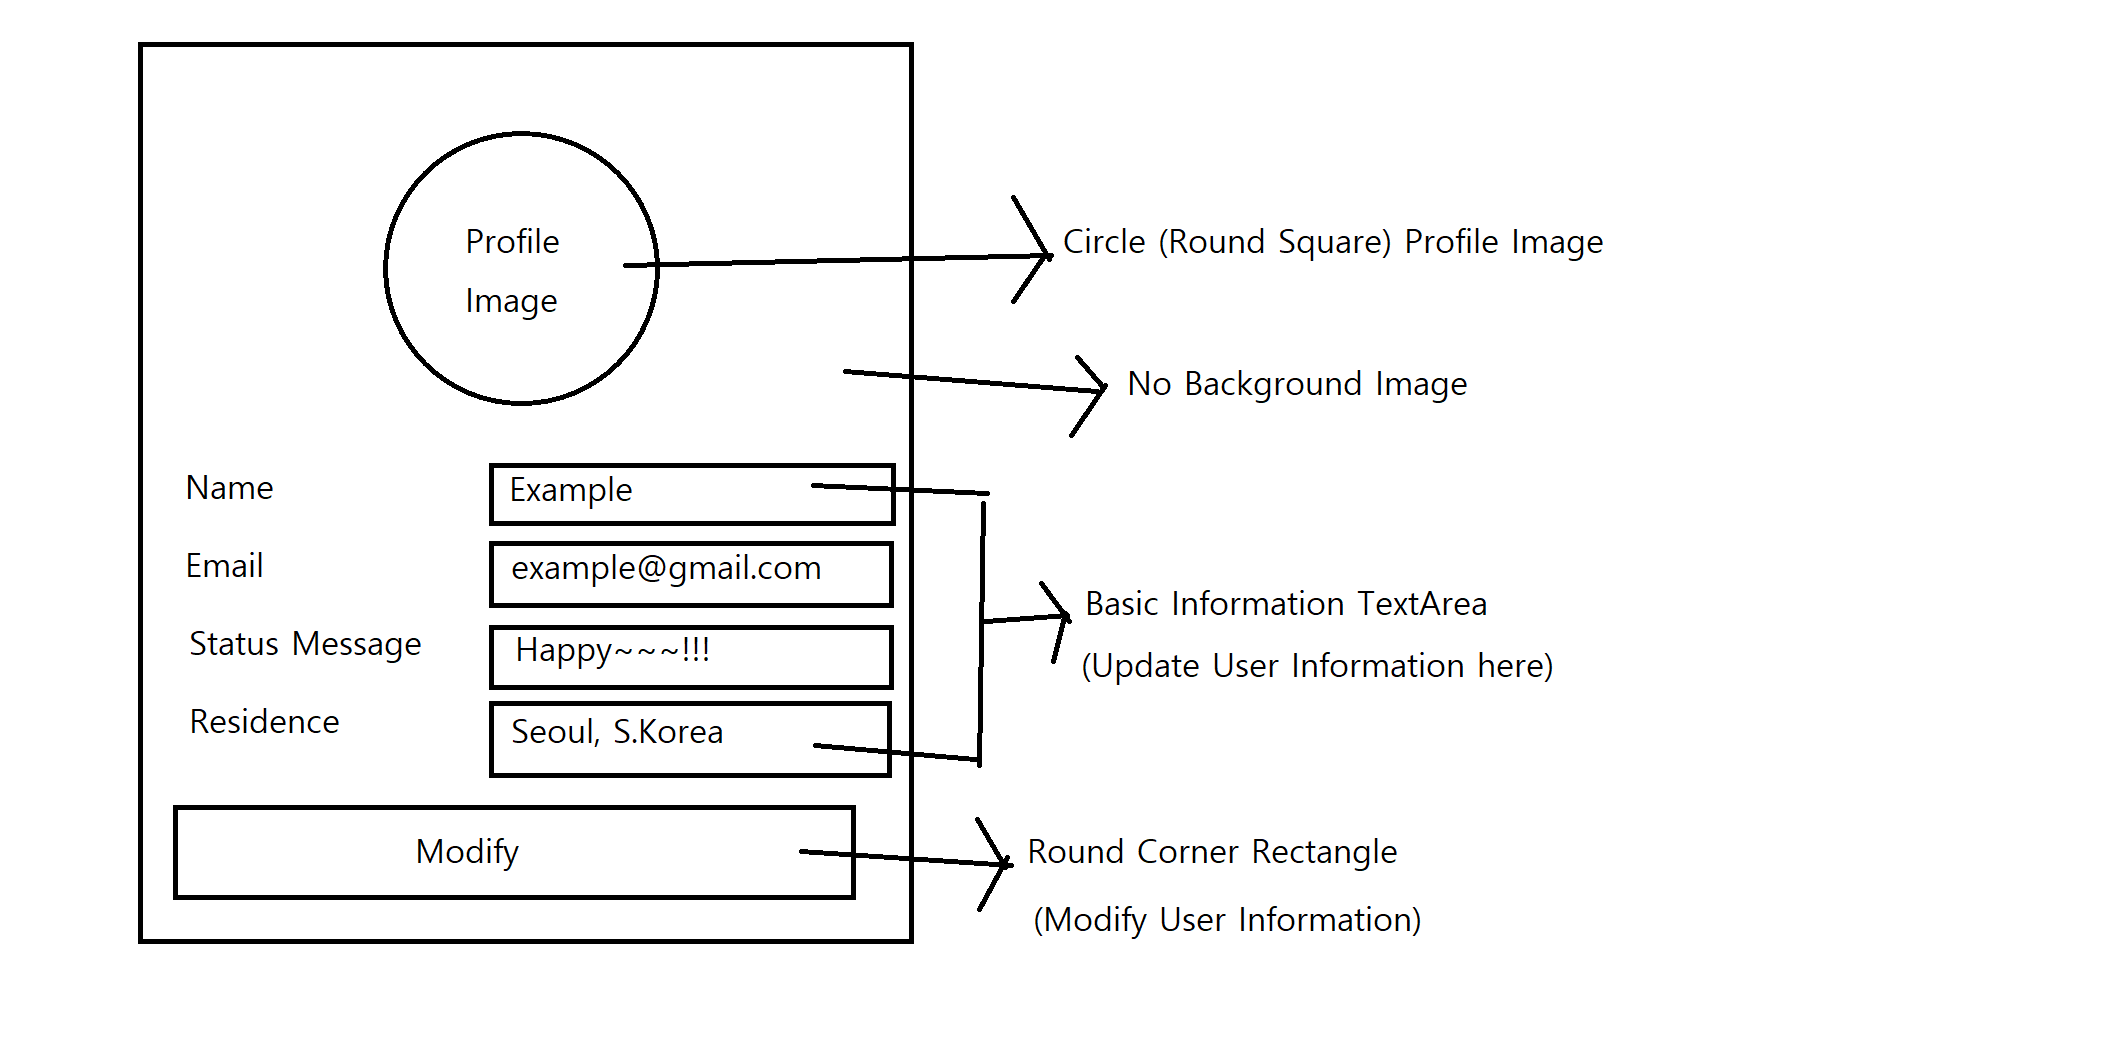 Profile
Image
Circle (Round Square) Profile Image
No Background Image
Name
Example
Email
example@gmail.com
Status Message
Happy~~~!!!
Residence
Seoul, S.Korea
Basic Information TextArea
(Update User Information here)
Modify
Round Corner Rectangle
(Modify User Information)